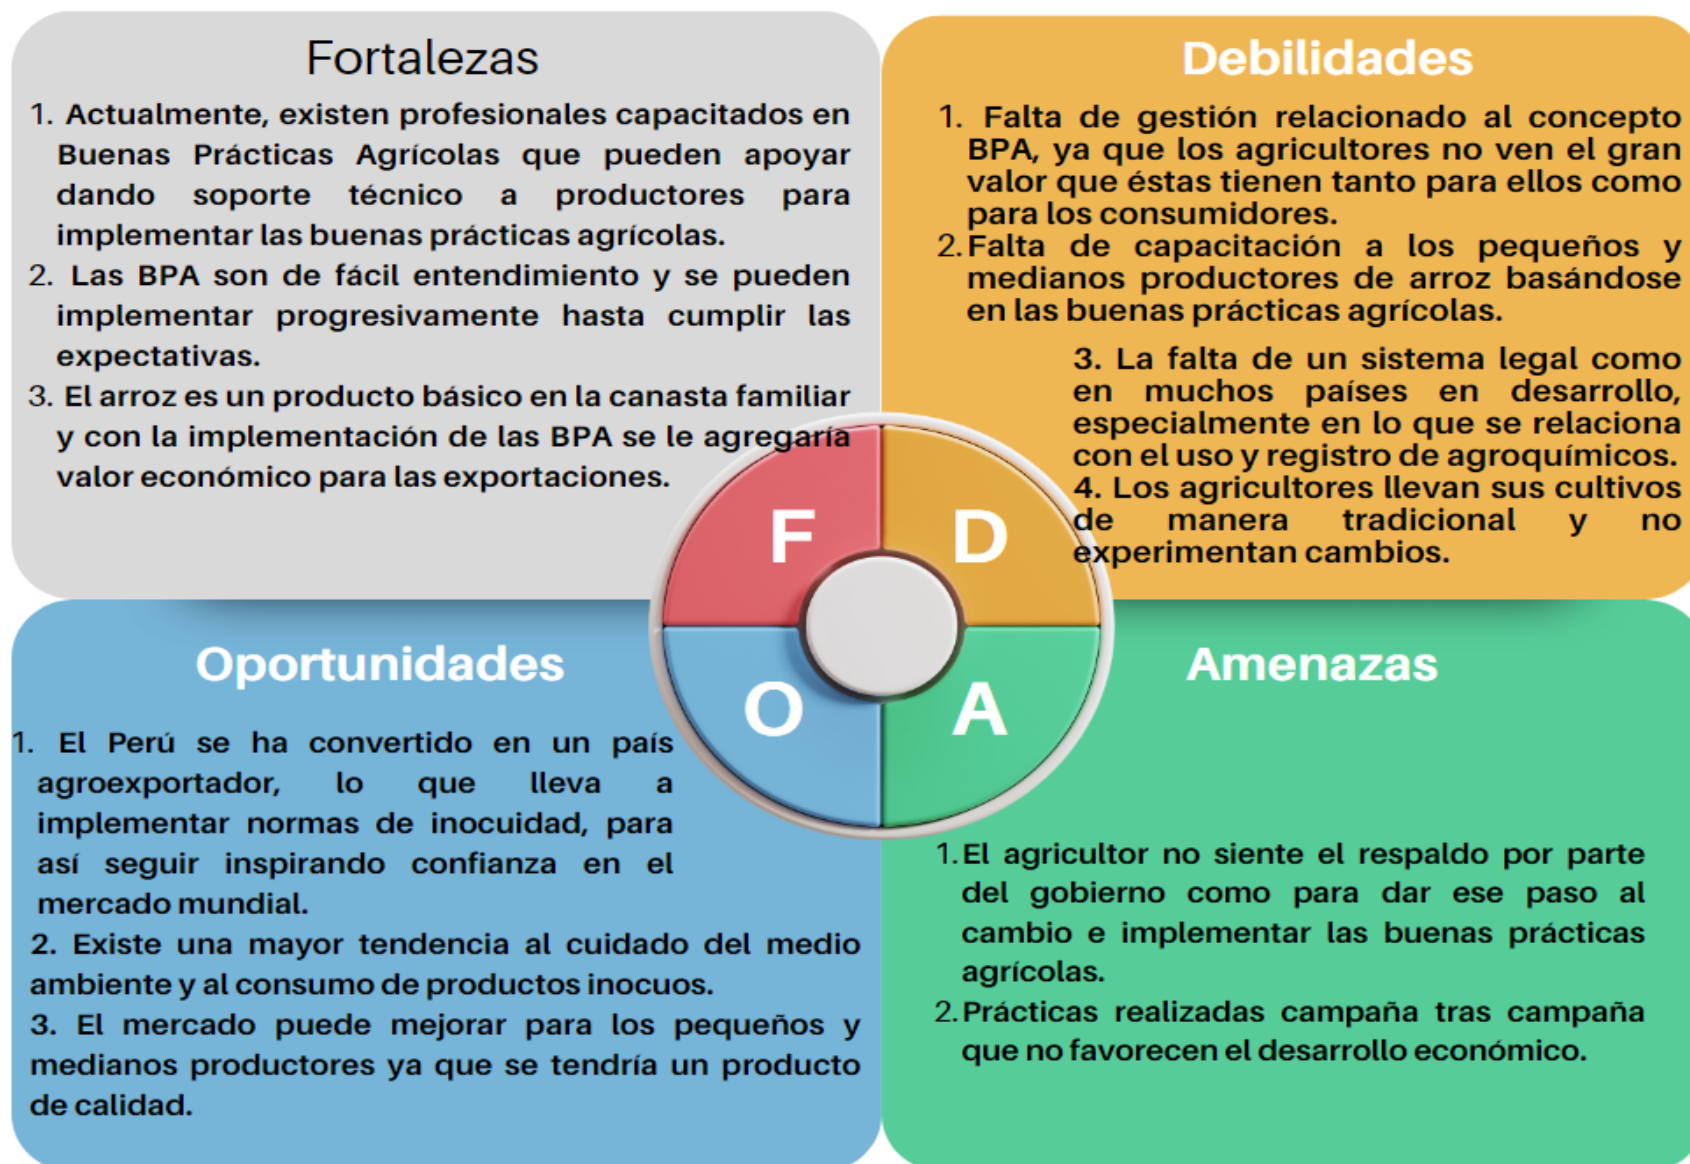 Fortalezas
1. Actualmente, existen profesionales capacitados en
Buenas Prácticas Agrícolas que pueden apoyar
dando soporte técnico a productores para
implementar las buenas prácticas agrícolas.
2. Las BPA son de fácil entendimiento y se pueden
implementar progresivamente hasta cumplir las
expectativas.
3. El arroz es un producto básico en la canasta familiar
y con la implementación de las BPA se le agregaría
valor económico para las exportaciones.
Debilidades
1. Falta de gestión relacionado al concepto
BPA, ya que los agricultores no ven el gran
valor que éstas tienen tanto para ellos como
para los consumidores.
2. Falta de capacitación a los pequeños y
medianos productores de arroz basándose
en las buenas prácticas agrícolas.
3. La falta de un sistema legal como
en muchos países en desarrollo,
especialmente en lo que se relaciona
con el uso y registro de agroquímicos.
4. Los agricultores llevan sus cultivos
de manera tradicional y no
experimentan cambios.
F
D
O
A
Oportunidades
1. El Perú se ha convertido en un país
agroexportador, lo que lleva a
implementar normas de inocuidad, para
así seguir inspirando confianza en el
mercado mundial.
2. Existe una mayor tendencia al cuidado del medio
ambiente y al consumo de productos inocuos.
3. El mercado puede mejorar para los pequeños y
medianos productores ya que se tendría un producto
de calidad.
Amenazas
1. El agricultor no siente el respaldo por parte
del gobierno como para dar ese paso al
cambio e implementar las buenas prácticas
agrícolas.
2. Prácticas realizadas campaña tras campaña
que no favorecen el desarrollo económico.